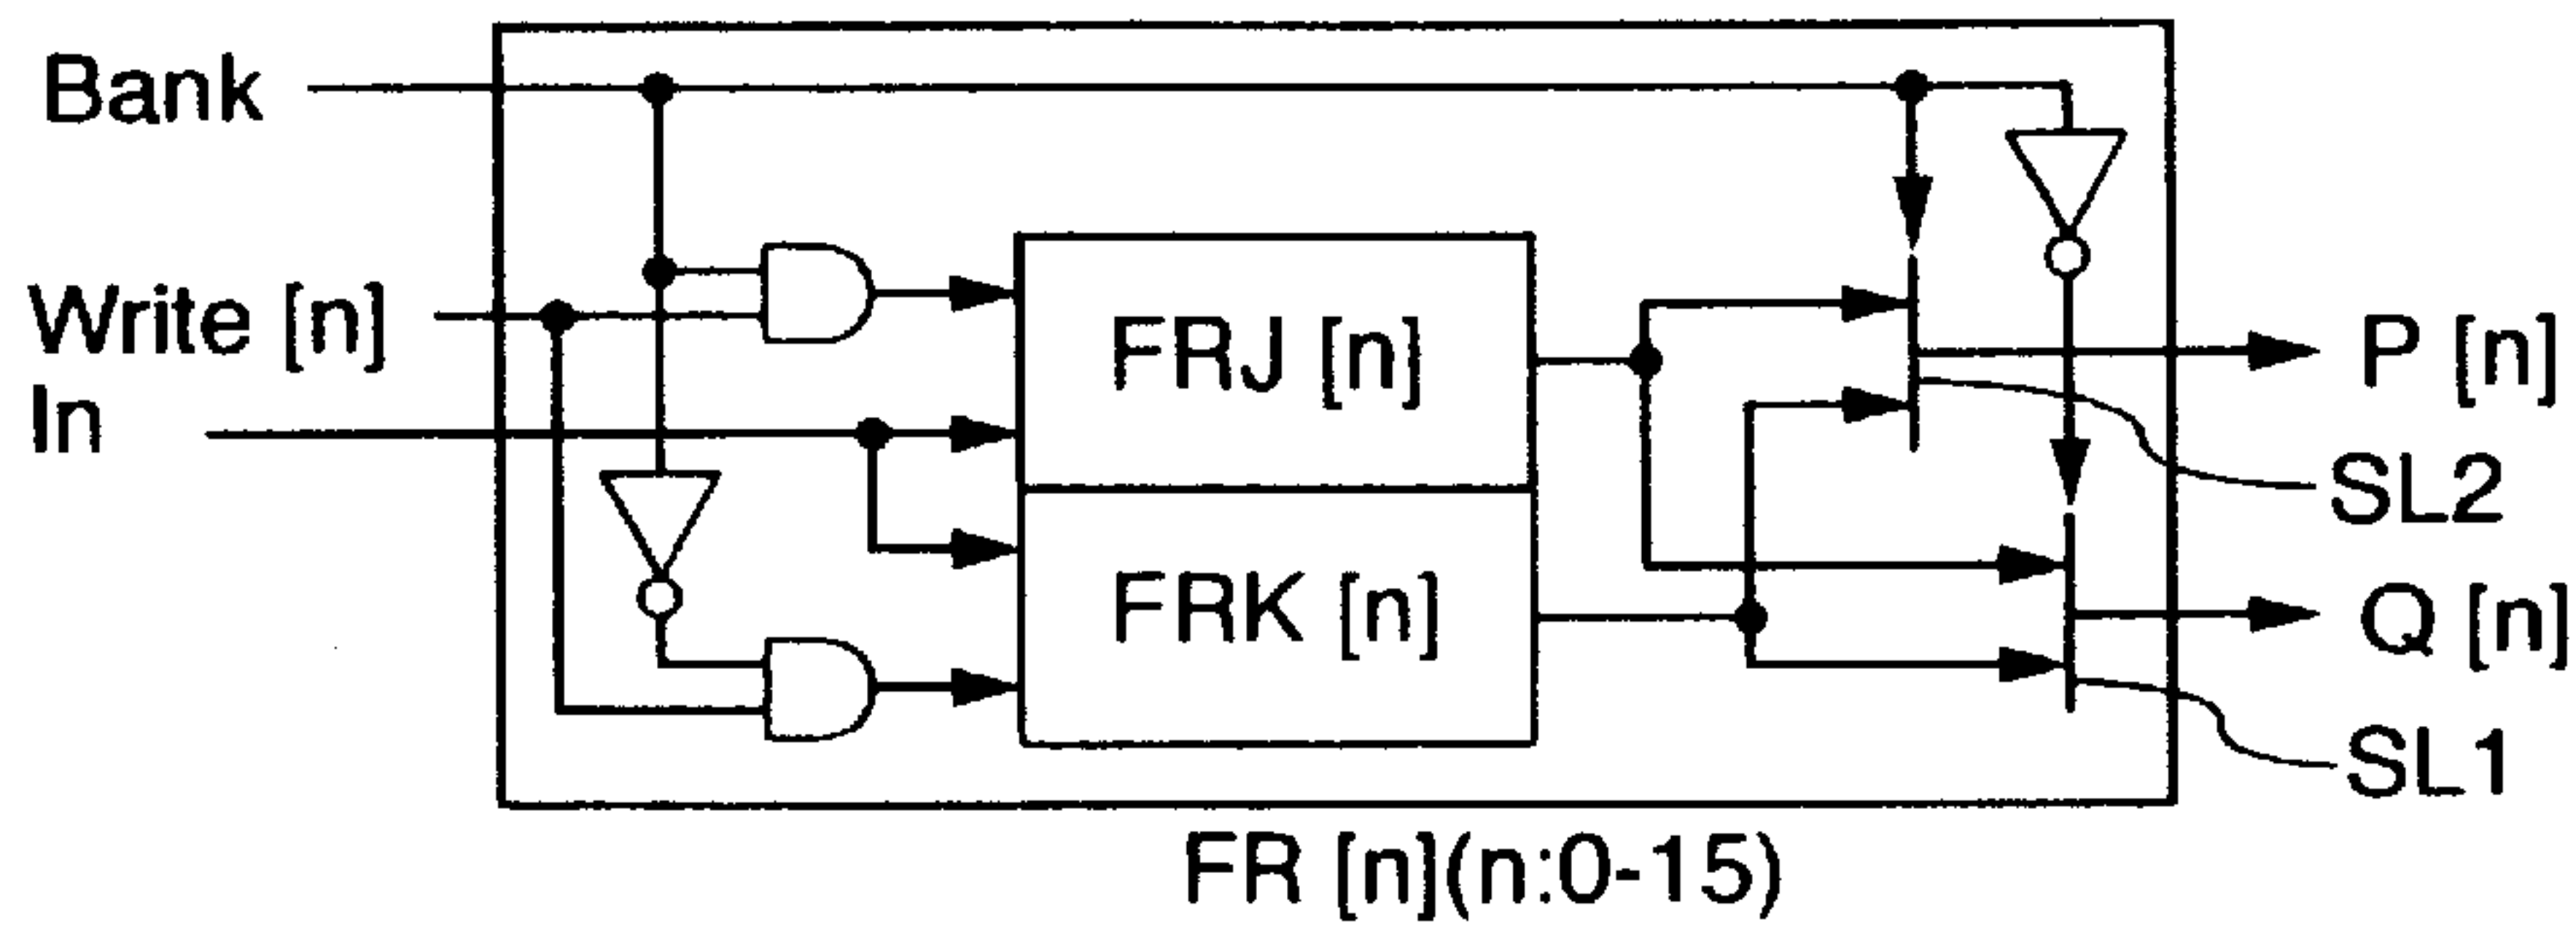 Bank
Write [n]
In
FRJ [n]
FRK [n]
P [n]
SL2
Q [n]
SL1
FR [n](n:0-15)